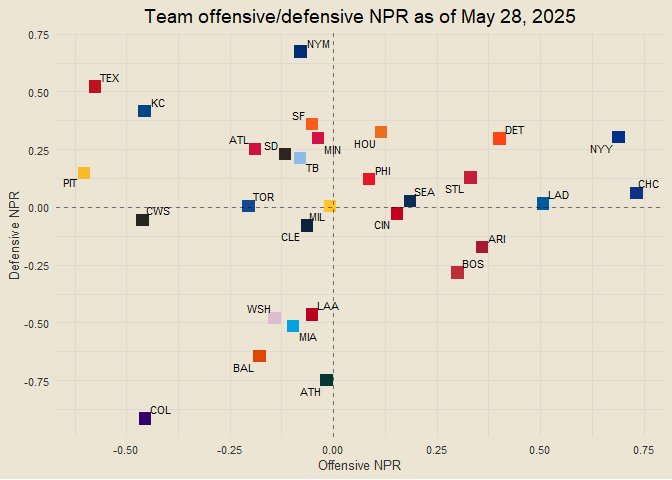 Team offensive/defensive NPR as of May 28, 2025
0.75
0.50
0.25
0.00
-0.25
-0.50
-0.75
Defensive NPR
NYM
TEX
KC
SF
ATL
SD
MIN
HOU
DET
NYY
TB
PIT
PHI
STL
CHC
SEA
LAD
TOR
CWS
MIL
CIN
CLE
ARI
BOS
WSH
LAA
MIA
BAL
ATH
COL
-0.50
-0.25
0.00
0.25
0.50
0.75
Offensive NPR